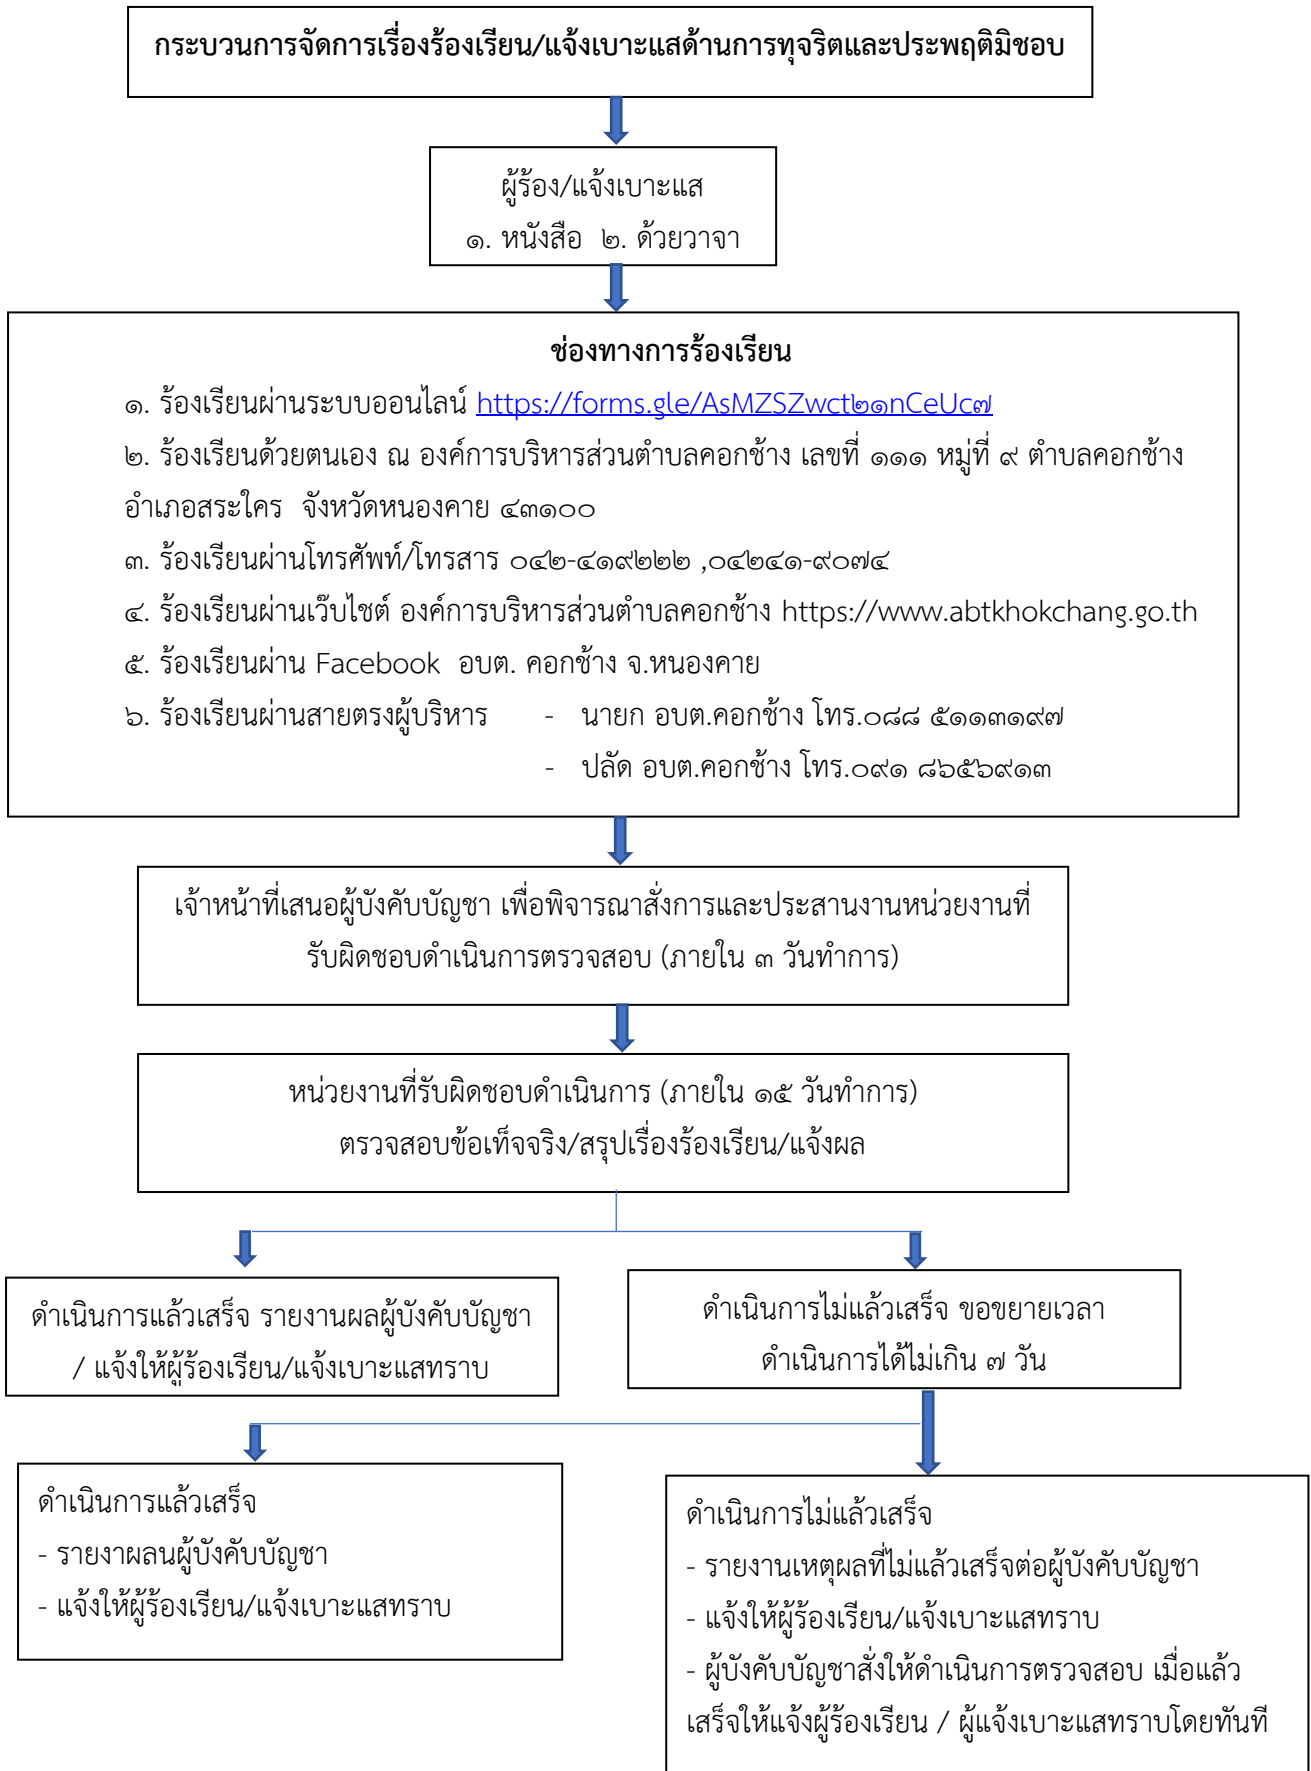 กระบวนการจัดการเรื่องร้องเรียน/แจ้งเบาะแสด้านการทุจริตและประพฤติมิชอบ
ผู้ร้อง/แจ้งเบาะแส
๑. หนังสือ ๒. ด้วยวาจา
ช่องทางการร้องเรียน
๑. ร้องเรียนผ่านระบบออนไลน์ https://forms.gle/AsMZSZwct๒๑nCeUc๗
๒. ร้องเรียนด้วยตนเอง ณ องค์การบริหารส่วนตำบลคอกช้าง เลขที่ ๑๑๑ หมู่ที่ ๙ ตำบลคอกช้าง
อำเภอสระใคร จังหวัดหนองคาย ๔๓๑๐๐
๓. ร้องเรียนผ่านโทรศัพท์/โทรสาร ๐๔๒-๔๑๙๒๒๒ ,๐๔๒๔๑-๙๐๗๔
๔. ร้องเรียนผ่านเว็บไซต์ องค์การบริหารส่วนตำบลคอกช้าง https://www.abtkhokchang.go.th
๕. ร้องเรียนผ่าน Facebook อบต. คอกช้าง จ.หนองคาย
๖. ร้องเรียนผ่านสายตรงผู้บริหาร - นายก อบต.คอกช้าง โทร.๐๘๘ ๕๑๑๓๑๙๗
- ปลัด อบต.คอกช้าง โทร.๐๙๑ ๘๖๕๖๙๑๓
เจ้าหน้าที่เสนอผู้บังคับบัญชา เพื่อพิจารณาสั่งการและประสานงานหน่วยงานที่
รับผิดชอบดำเนินการตรวจสอบ (ภายใน ๓ วันทำการ)
หน่วยงานที่รับผิดชอบดำเนินการ (ภายใน ๑๕ วันทำการ)
ตรวจสอบข้อเท็จจริง/สรุปเรื่องร้องเรียน/แจ้งผล
ดำเนินการแล้วเสร็จ รายงานผลผู้บังคับบัญชา
/ แจ้งให้ผู้ร้องเรียน/แจ้งเบาะแสทราบ
ดำเนินการไม่แล้วเสร็จ ขอขยายเวลา
ดำเนินการได้ไม่เกิน ๗ วัน
ดำเนินการแล้วเสร็จ
- รายงาผลนผู้บังคับบัญชา
- แจ้งให้ผู้ร้องเรียน/แจ้งเบาะแสทราบ
ดำเนินการไม่แล้วเสร็จ
- รายงานเหตุผลที่ไม่แล้วเสร็จต่อผู้บังคับบัญชา
- แจ้งให้ผู้ร้องเรียน/แจ้งเบาะแสทราบ
- ผู้บังคับบัญชาสั่งให้ดำเนินการตรวจสอบ เมื่อแล้ว
เสร็จให้แจ้งผู้ร้องเรียน / ผู้แจ้งเบาะแสทราบโดยทันที